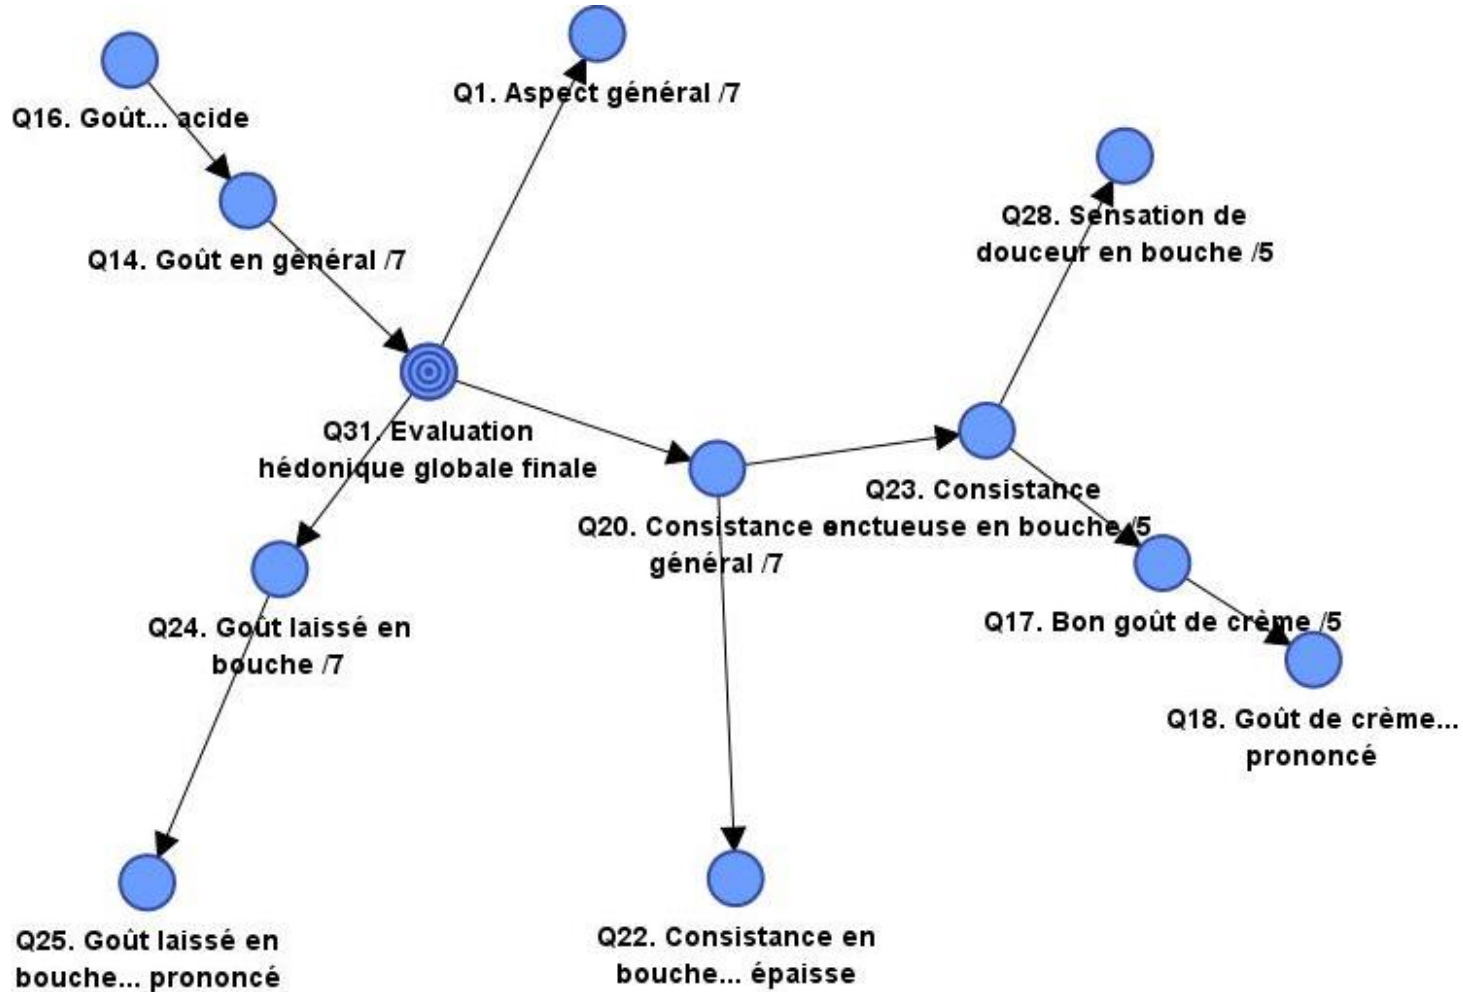 Q1. Aspect général /7
Q16. Goût... acide
Q14. Goût en général /7
Q28. Sensation de
douceur en bouche /5
Q31. Evaluation
hédonique globale finale
Q23. Consistance
onctueuse en bouche /5
Q20. Consistance en
général /7
Q24. Goût laissé en
bouche /7
Q17. Bon goût de crème /5
Q18. Goût de crème...
prononcé
Q25. Goût laissé en
bouche... prononcé
Q22. Consistance en
bouche... épaisse